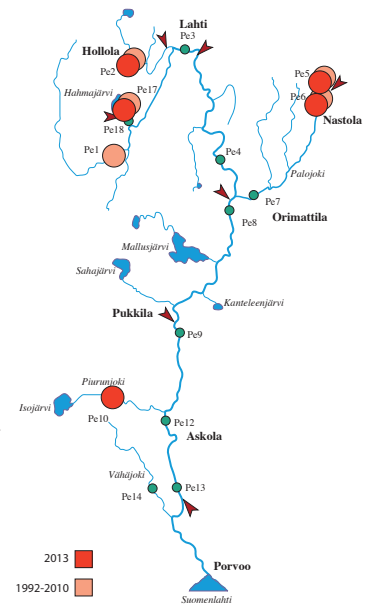 Lahti
Pe3
Hollola
Pe2
Pe5
Hahmajärvi
Pe17
Pe6
Pe18
Nastola
Pe1
Pe4
Palojoki
Pe7
Pe8
Orimattila
Mallusjärvi
Sahajärvi
Kanteleenjärvi
Pukkila
Pe9
Piurunjoki
Isojärvi
Pe10
Pe12
Askola
Vähäjoki
Pe14
Pe13
2013
Porvoo
1992-2010
Suomenlahti